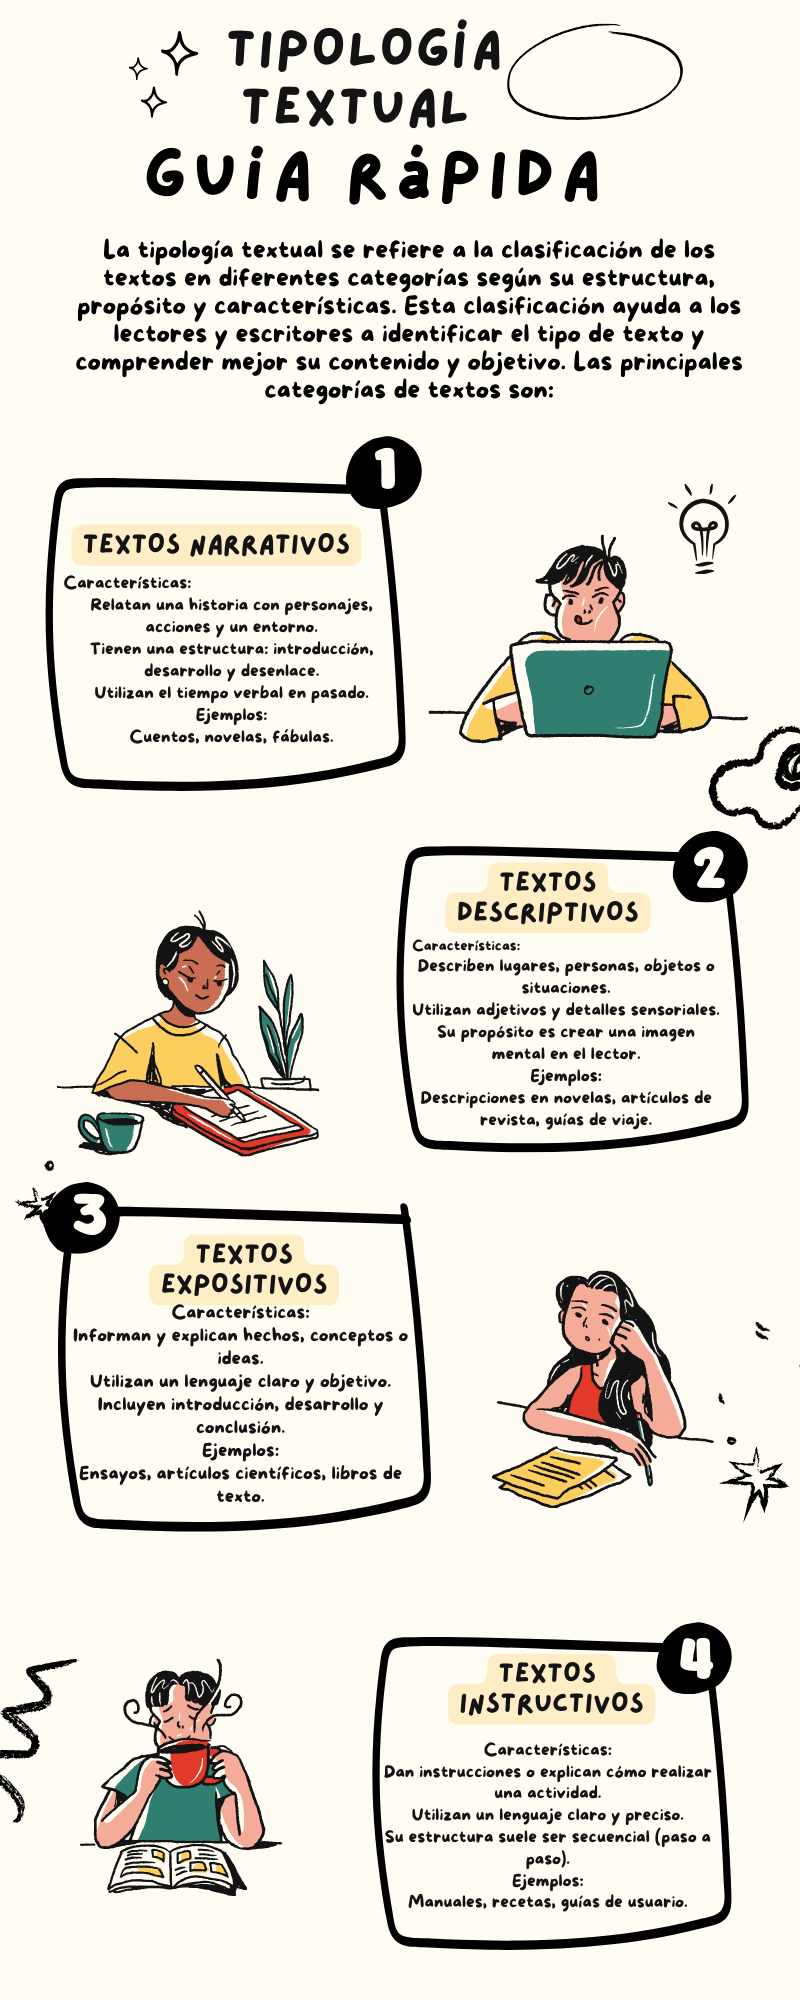 TIPOLOGÍA
TEXTUAL
GUÍA RÁPIDA
La tipología textual se refiere a la clasificación de los
textos en diferentes categorías según su estructura,
propósito y características. Esta clasificación ayuda a los
lectores y escritores a identificar el tipo de texto y
comprender mejor su contenido y objetivo. Las principales
categorías de textos son:
1
TEXTOS NARRATIVOS
Características:
Relatan una historia con personajes,
acciones y un entorno.
Tienen una estructura: introducción,
desarrollo y desenlace.
Utilizan el tiempo verbal en pasado.
Ejemplos:
Cuentos, novelas, fábulas.
2
TEXTOS
DESCRIPTIVOS
Características:
Describen lugares, personas, objetos o
situaciones.
Utilizan adjetivos y detalles sensoriales.
Su propósito es crear una imagen
mental en el lector.
Ejemplos:
Descripciones en novelas, artículos de
revista, guías de viaje.
3
TEXTOS
EXPOSITIVOS
Características:
Informan y explican hechos, conceptos o
ideas.
Utilizan un lenguaje claro y objetivo.
Incluyen introducción, desarrollo y
conclusión.
Ejemplos:
Ensayos, artículos científicos, libros de
texto.
4
TEXTOS
INSTRUCTIVOS
Características:
Dan instrucciones o explican cómo realizar
una actividad.
Utilizan un lenguaje claro y preciso.
Su estructura suele ser secuencial (paso a
paso).
Ejemplos:
Manuales, recetas, guías de usuario.